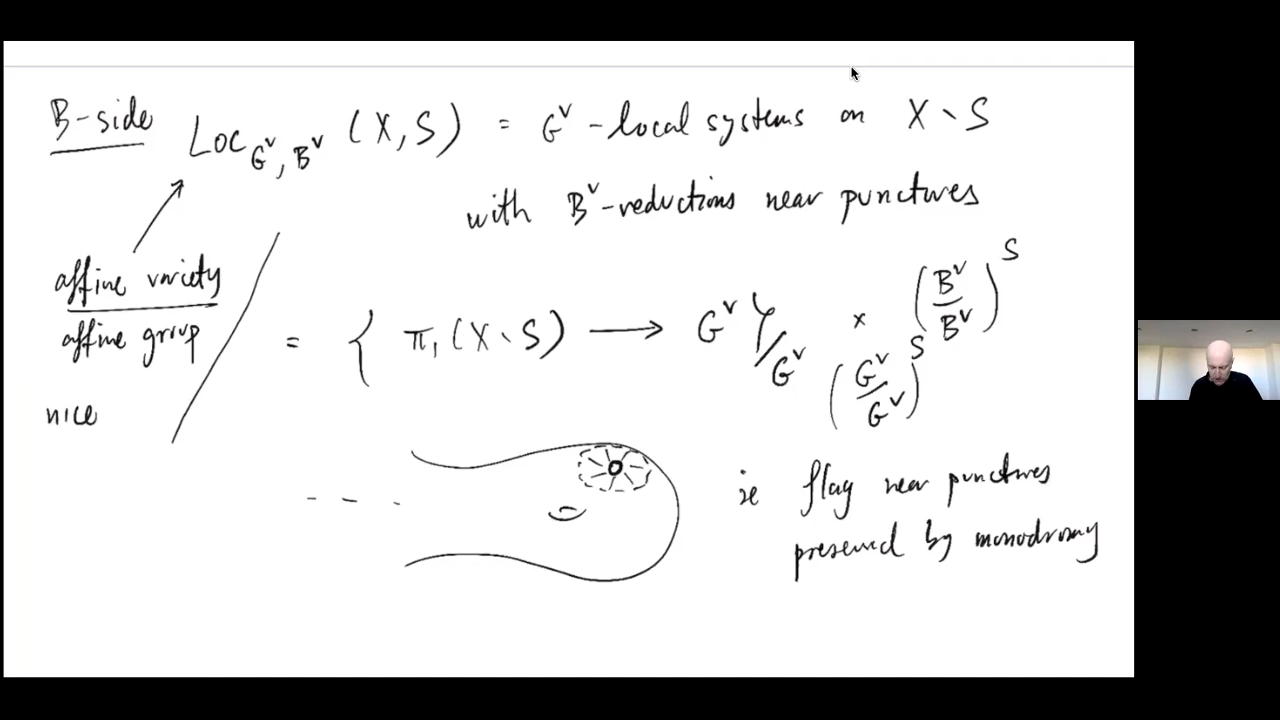 B-side Loc_{G^∨, B^∨} (X, S) = G^∨-local systems on X∖S
with B^∨-reductions near punctures
affine variety
affine group
nice
= { π₁(X∖S) ⟶ G^∨ } / G^∨ ×_{(G^∨/G^∨)^S} (B^∨/B^∨)^S
ie flag near punctures
preserved by monodromy